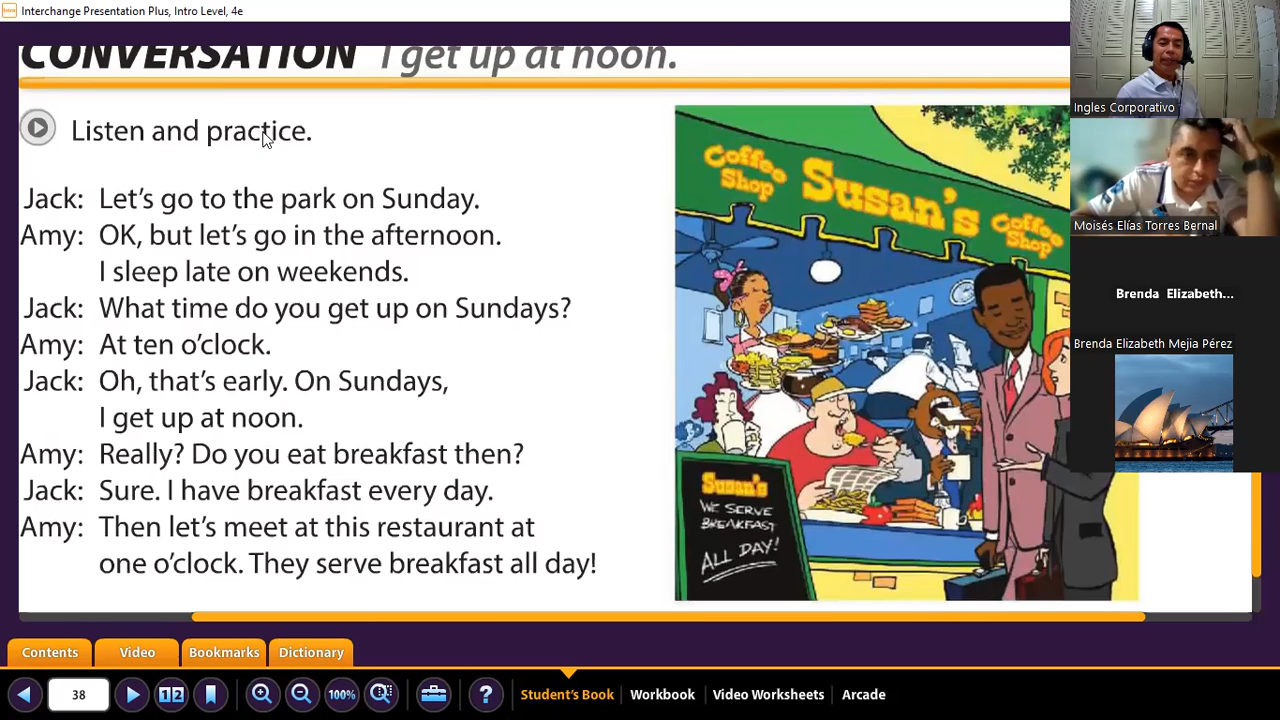 Interchange Presentation Plus, Intro Level, 4e
CONVERSATION I get up at noon.
Listen and practice.
Jack: Let's go to the park on Sunday.
Amy: OK, but let's go in the afternoon.
I sleep late on weekends.
Jack: What time do you get up on Sundays?
Amy: At ten o'clock.
Jack: Oh, that's early. On Sundays,
I get up at noon.
Amy: Really? Do you eat breakfast then?
Jack: Sure. I have breakfast every day.
Amy: Then let's meet at this restaurant at
one o'clock. They serve breakfast all day!
Coffee Shop Susan's Coffee Shop
Susan's
WE SERVE
BREAKFAST
ALL DAY!
Ingles Corporativo
Moisés Elías Torres Bernal
Brenda Elizabeth...
Brenda Elizabeth Mejia Pérez
Contents Video Bookmarks Dictionary
38 1 2 100% ? Student's Book Workbook Video Worksheets Arcade